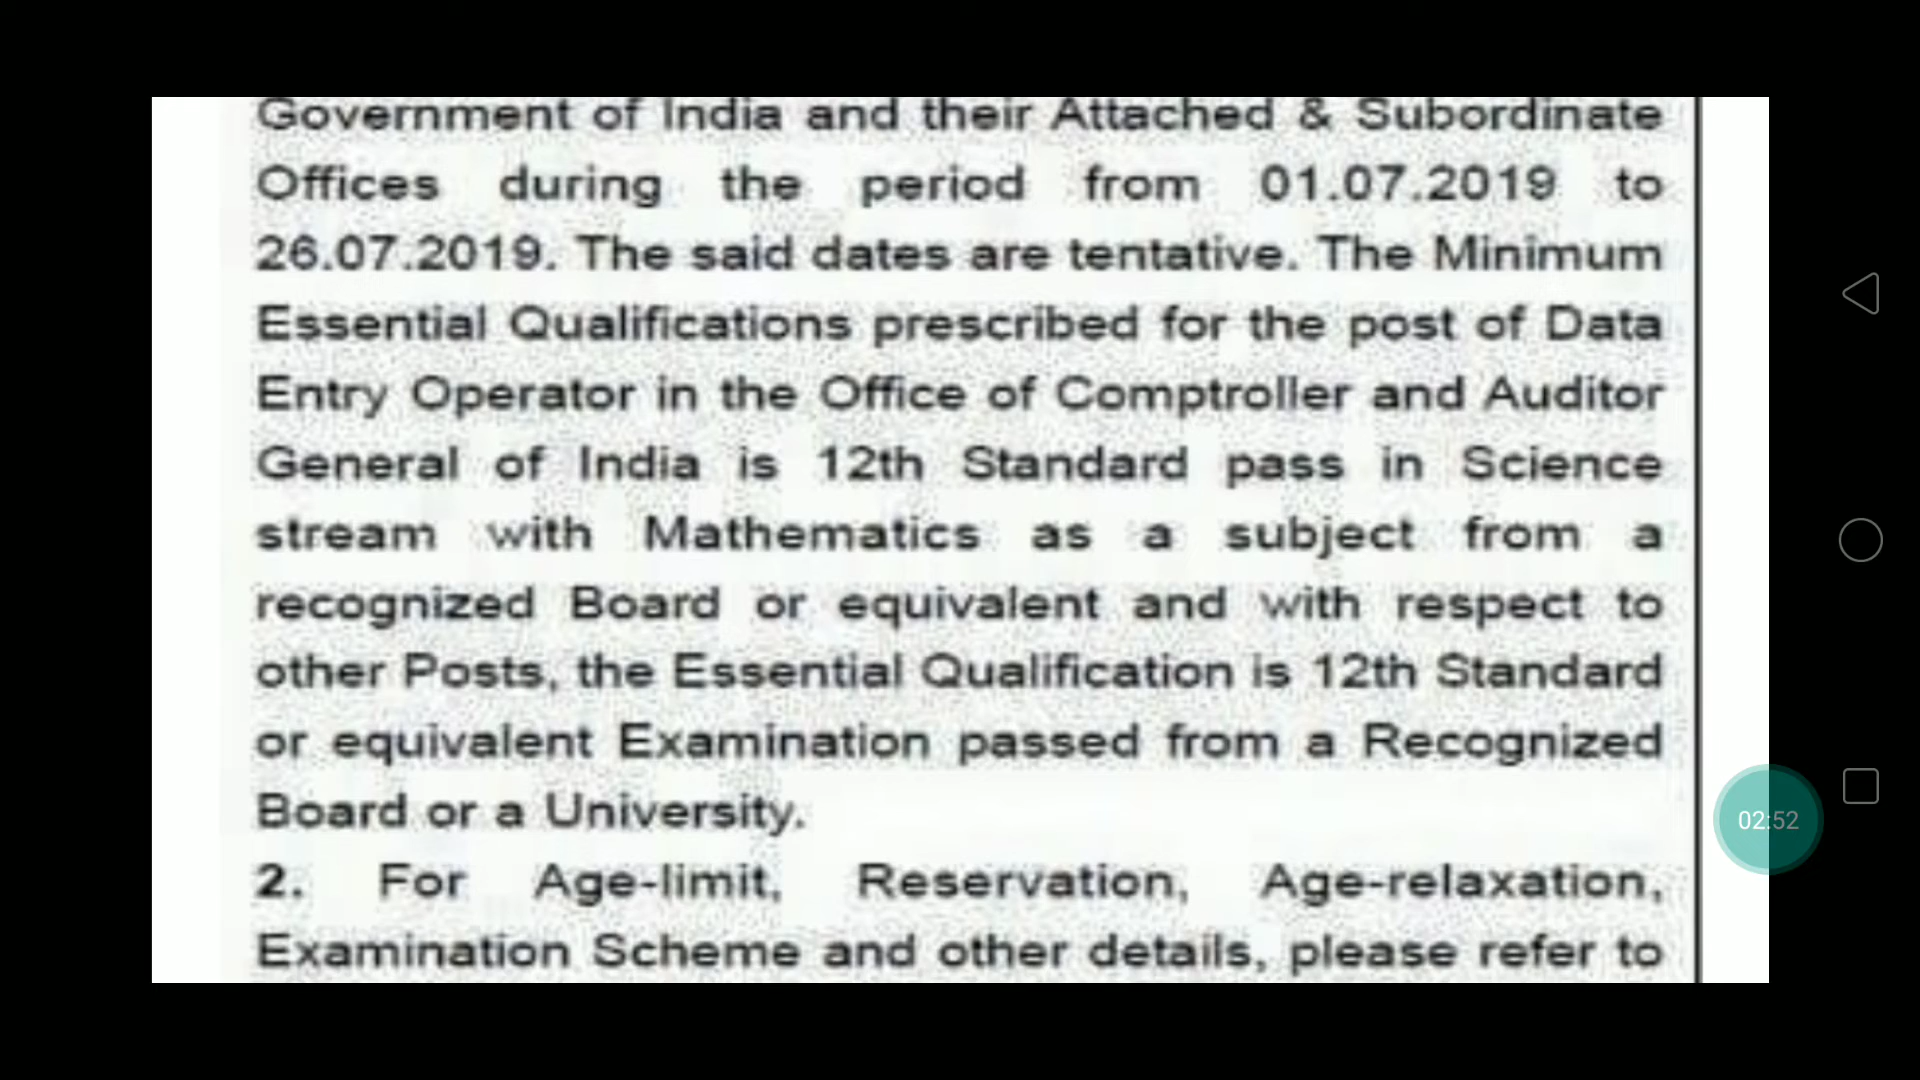 Government of India and their Attached & Subordinate
Offices during the period from 01.07.2019 to
26.07.2019. The said dates are tentative. The Minimum
Essential Qualifications prescribed for the post of Data
Entry Operator in the Office of Comptroller and Auditor
General of India is 12th Standard pass in Science
stream with Mathematics as a subject from a
recognized Board or equivalent and with respect to
other Posts, the Essential Qualification is 12th Standard
or equivalent Examination passed from a Recognized
Board or a University.
2. For Age-limit, Reservation, Age-relaxation,
Examination Scheme and other details, please refer to
02:52